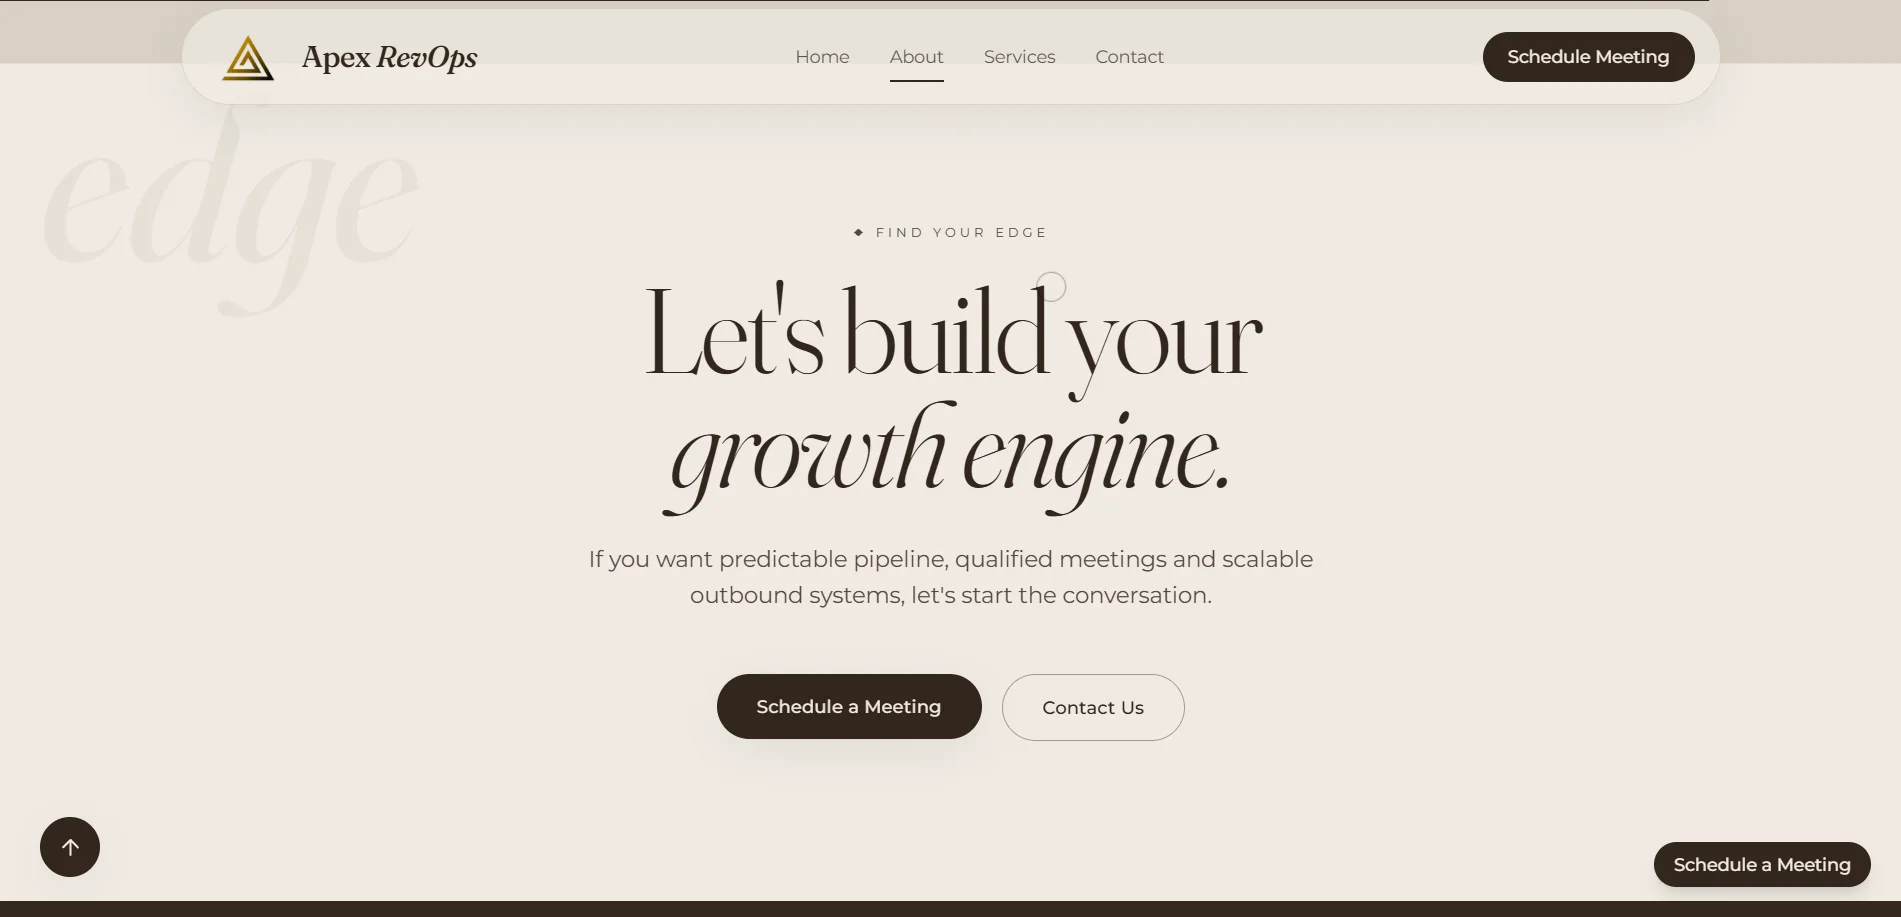 Apex RevOps
Home
About
Services
Contact
Schedule Meeting
edge
FIND YOUR EDGE
Let's build your
growth engine.
If you want predictable pipeline, qualified meetings and scalable
outbound systems, let's start the conversation.
Schedule a Meeting
Contact Us
Schedule a Meeting